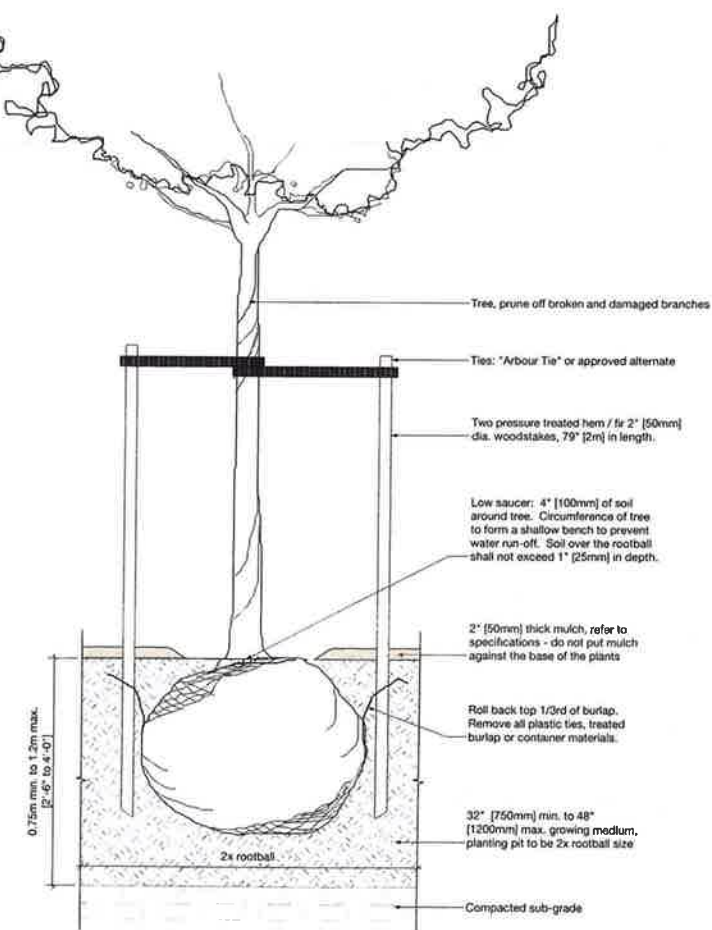 Tree, prune off broken and damaged branches
Ties: "Arbour Tie" or approved alternate
Two pressure treated hem / fir 2" [50mm]
dia. woodstakes, 79" [2m] in length.
Low saucer: 4" [100mm] of soil
around tree. Circumference of tree
to form a shallow bench to prevent
water run-off. Soil over the rootball
shall not exceed 1" [25mm] in depth.
2" [50mm] thick mulch, refer to
specifications - do not put mulch
against the base of the plants
Roll back top 1/3rd of burlap.
Remove all plastic ties, treated
burlap or container materials.
0.75m min. to 1.2m max.
[2'-6" to 4'-0"]
32" [750mm] min. to 48"
[1200mm] max. growing medium,
planting pit to be 2x rootball size
2x rootball
Compacted sub-grade